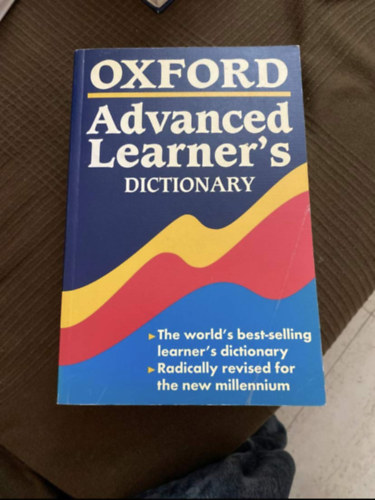 OXFORD
Advanced
Learner's
DICTIONARY
▸The world's best-selling
learner's dictionary
▸Radically revised for
the new millennium